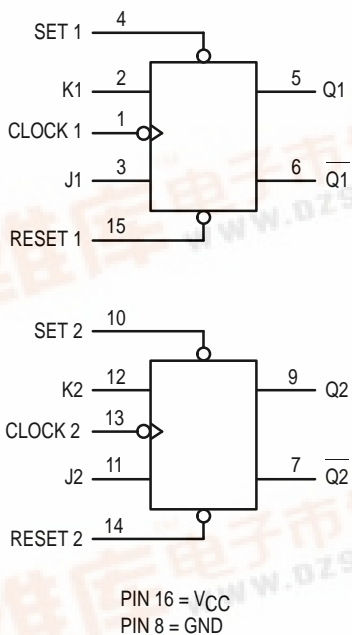 SET 1 4
K1 2 5 Q1
CLOCK 1 1
J1 3 6 Q1
RESET 1 15
SET 2 10
K2 12 9 Q2
CLOCK 2 13
J2 11 7 Q2
RESET 2 14
PIN 16 = VCC
PIN 8 = GND